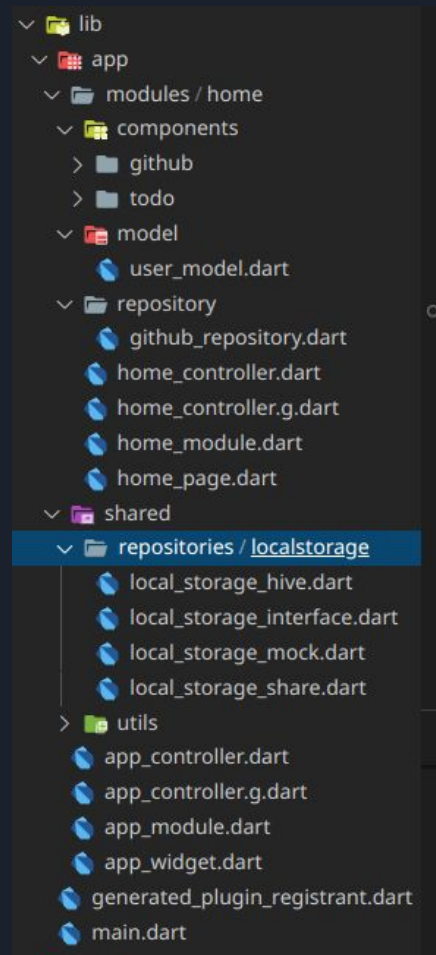 lib
app
modules / home
components
github
todo
model
user_model.dart
repository
github_repository.dart
home_controller.dart
home_controller.g.dart
home_module.dart
home_page.dart
shared
repositories / localstorage
local_storage_hive.dart
local_storage_interface.dart
local_storage_mock.dart
local_storage_share.dart
utils
app_controller.dart
app_controller.g.dart
app_module.dart
app_widget.dart
generated_plugin_registrant.dart
main.dart